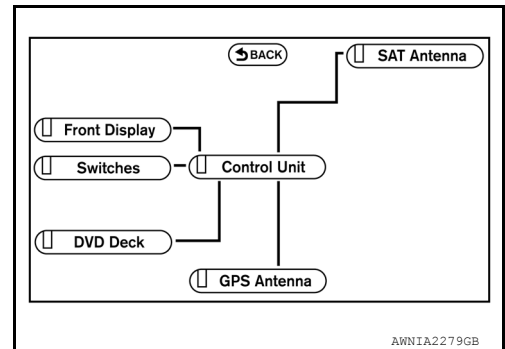 BACK
SAT Antenna
Front Display
Switches
Control Unit
DVD Deck
GPS Antenna
AWNIA2279GB